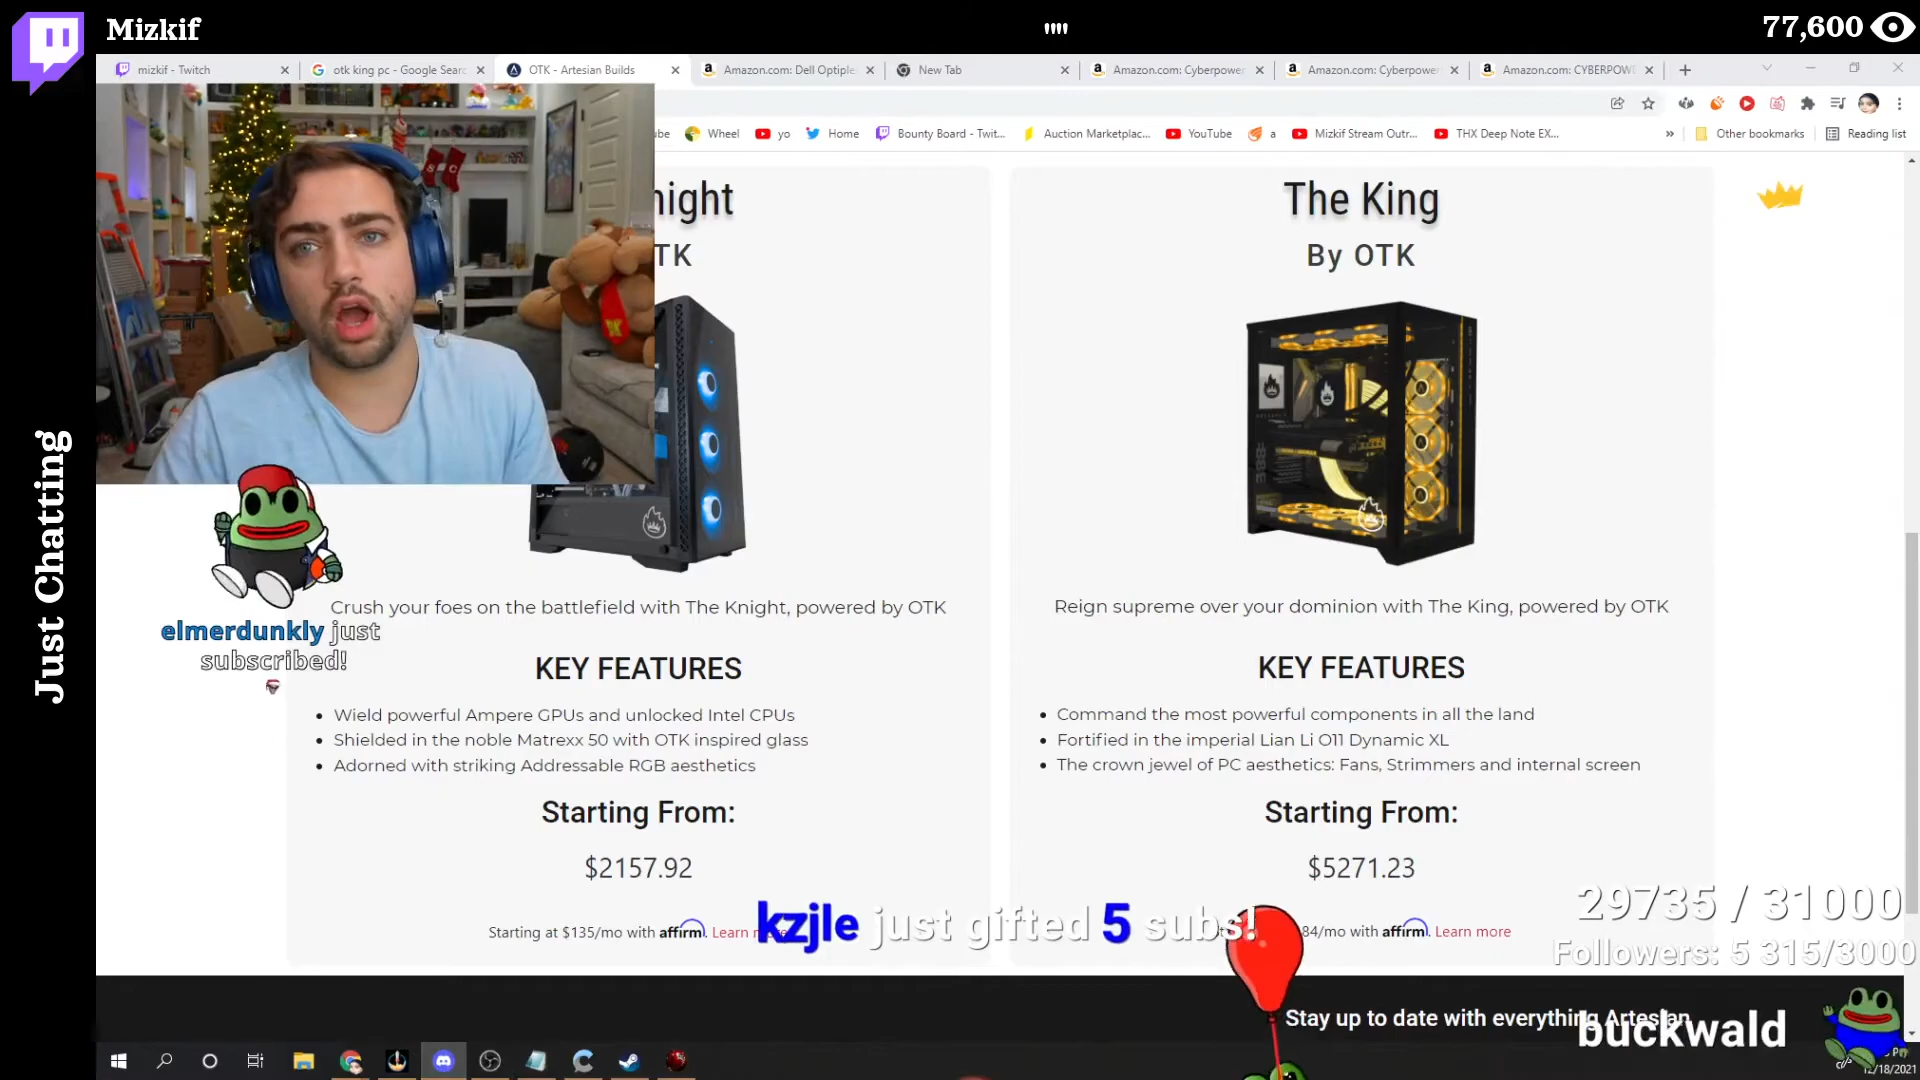 Mizkif
""
77,600
Just Chatting
mizkif - Twitch
otk king pc - Google Searc
OTK - Artesian Builds
Amazon.com: Dell Optiple
New Tab
Amazon.com: Cyberpower
Amazon.com: Cyberpower
Amazon.com: CYBERPOWE
be
Wheel
yo
Home
Bounty Board - Twit...
Auction Marketplac...
YouTube
a
Mizkif Stream Outr...
THX Deep Note EX...
»
Other bookmarks
Reading list
night
TK
The King
By OTK
elmerdunkly just
subscribed!
Crush your foes on the battlefield with The Knight, powered by OTK
KEY FEATURES
• Wield powerful Ampere GPUs and unlocked Intel CPUs
• Shielded in the noble Matrexx 50 with OTK inspired glass
• Adorned with striking Addressable RGB aesthetics
Starting From:
$2157.92
Starting at $135/mo with affirm. Learn m
Reign supreme over your dominion with The King, powered by OTK
KEY FEATURES
• Command the most powerful components in all the land
• Fortified in the imperial Lian Li O11 Dynamic XL
• The crown jewel of PC aesthetics: Fans, Strimmers and internal screen
Starting From:
$5271.23
84/mo with affirm. Learn more
kzjle just gifted 5 subs!
29735 / 31000
Followers: 5 315/3000
Stay up to date with everything Artesian
buckwald
12/18/2021